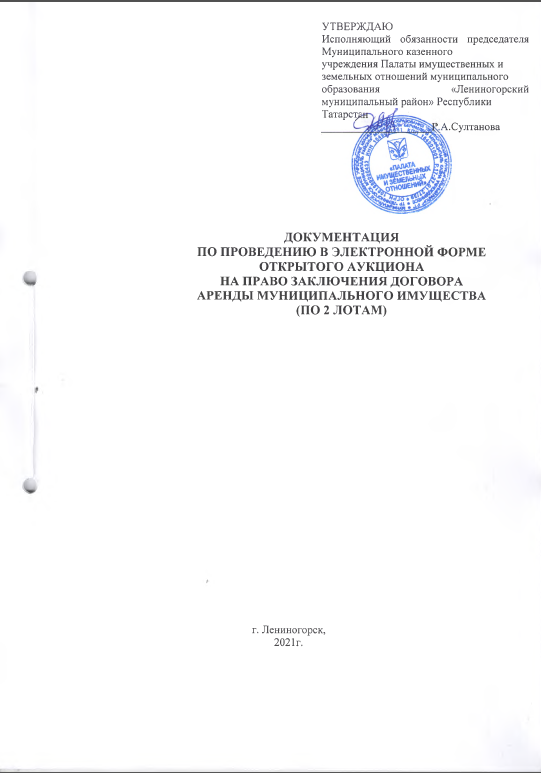 УТВЕРЖДАЮ
Исполняющий обязанности председателя
Муниципального казенного
учреждения Палаты имущественных и
земельных отношений муниципального
образования «Лениногорский
муниципальный район» Республики
Татарстан
Р.А.Султанова
«ПАЛАТА
ИМУЩЕСТВЕННЫХ
И ЗЕМЕЛЬНЫХ
ОТНОШЕНИЙ»
ДОКУМЕНТАЦИЯ
ПО ПРОВЕДЕНИЮ В ЭЛЕКТРОННОЙ ФОРМЕ
ОТКРЫТОГО АУКЦИОНА
НА ПРАВО ЗАКЛЮЧЕНИЯ ДОГОВОРА
АРЕНДЫ МУНИЦИПАЛЬНОГО ИМУЩЕСТВА
(ПО 2 ЛОТАМ)
г. Лениногорск,
2021г.